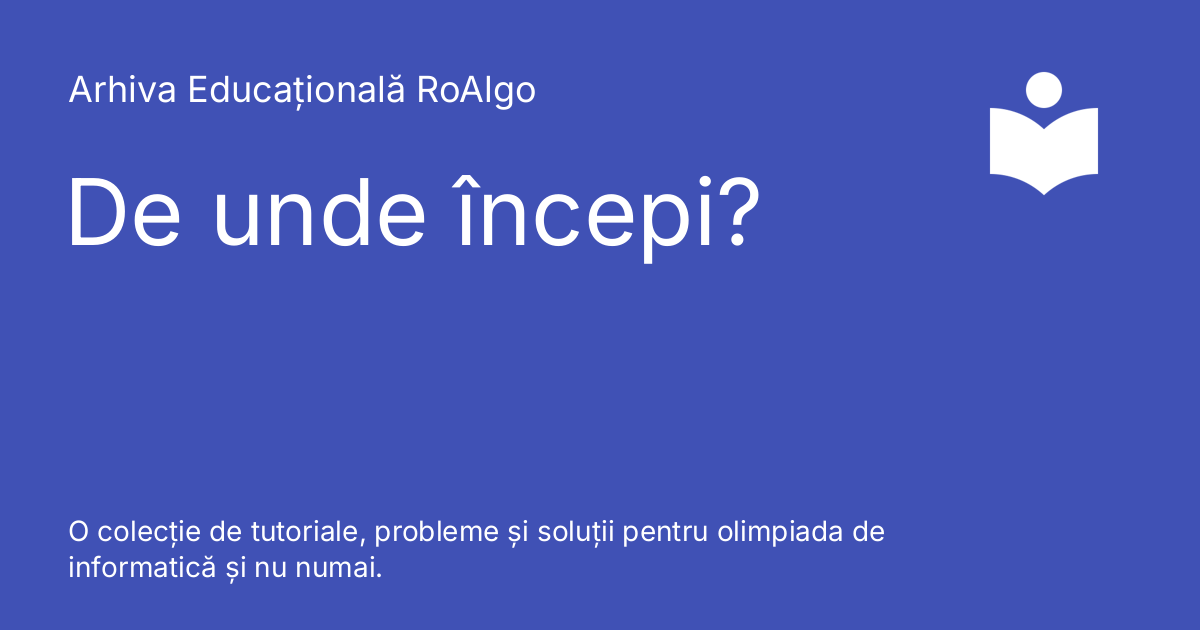 Arhiva Educațională RoAlgo
De unde începi?
O colecție de tutoriale, probleme și soluții pentru olimpiada de
informatică și nu numai.